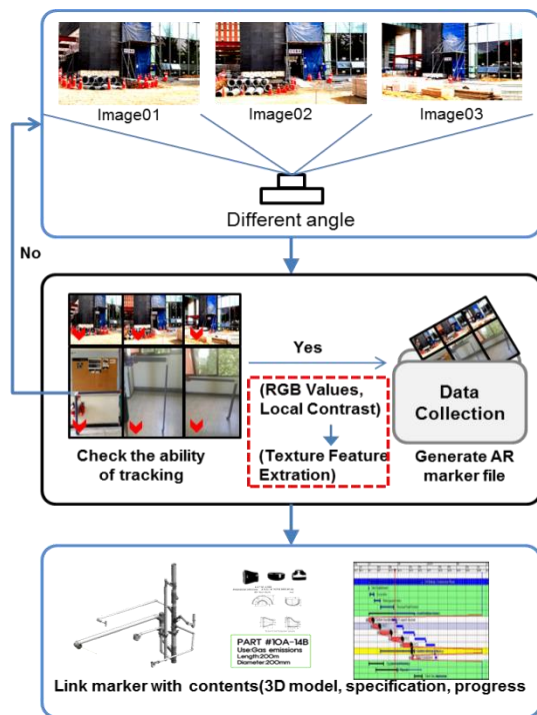 Image01
Image02
Image03
Different angle
No
Yes
(RGB Values,
Local Contrast)
(Texture Feature
Extration)
Data
Collection
Check the ability
of tracking
Generate AR
marker file
PART #10A-14B
Use:Gas emissions
Length:200m
Diameter:200mm
Link marker with contents(3D model, specification, progress